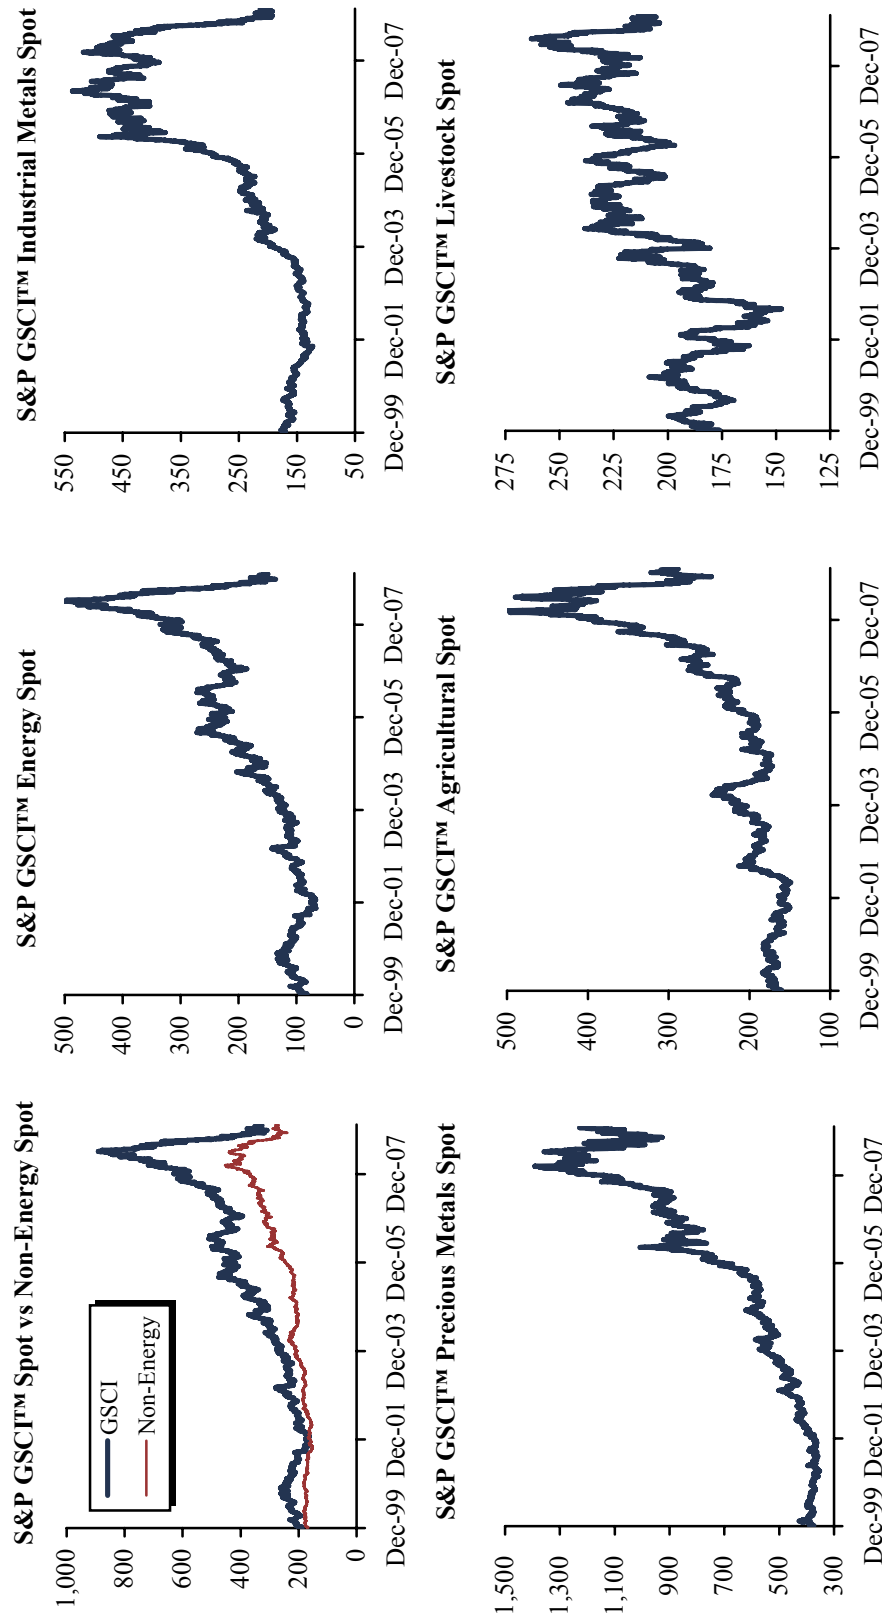 S&P GSCI™ Spot vs Non-Energy Spot
1,000
800
600
400
200
0
GSCI
Non-Energy
Dec-99 Dec-01 Dec-03 Dec-05 Dec-07
S&P GSCI™ Energy Spot
500
400
300
200
100
0
Dec-99 Dec-01 Dec-03 Dec-05 Dec-07
S&P GSCI™ Industrial Metals Spot
550
450
350
250
150
50
Dec-99 Dec-01 Dec-03 Dec-05 Dec-07
S&P GSCI™ Precious Metals Spot
1,500
1,300
1,100
900
700
500
300
Dec-99 Dec-01 Dec-03 Dec-05 Dec-07
S&P GSCI™ Agricultural Spot
500
400
300
200
100
Dec-99 Dec-01 Dec-03 Dec-05 Dec-07
S&P GSCI™ Livestock Spot
275
250
225
200
175
150
125
Dec-99 Dec-01 Dec-03 Dec-05 Dec-07